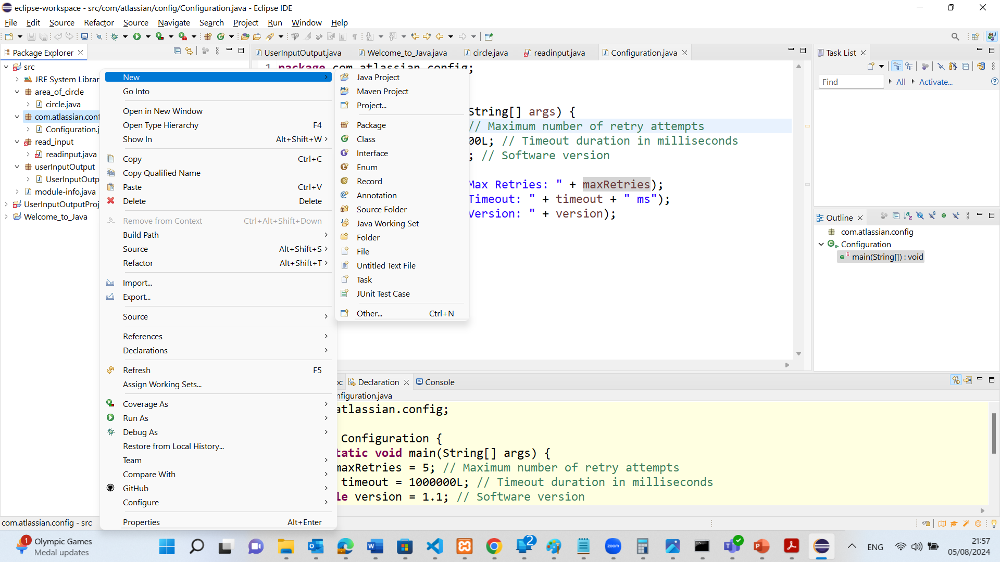 eclipse-workspace - src/com/atlassian/config/Configuration.java - Eclipse IDE
File Edit Source Refactor Source Navigate Search Project Run Window Help
Package Explorer
src
JRE System Librar
area_of_circle
circle.java
com.atlassian.conf
Configuration.j
read_input
readinput.java
userInputOutput
UserInputOutp
module-info.java
UserInputOutputProj
Welcome_to_Java
New
Go Into
Open in New Window
Open Type Hierarchy F4
Show In Alt+Shift+W
Copy Ctrl+C
Copy Qualified Name
Paste Ctrl+V
Delete Delete
Remove from Context Ctrl+Alt+Shift+Down
Build Path
Source Alt+Shift+S
Refactor Alt+Shift+T
Import...
Export...
Source
References
Declarations
Refresh F5
Assign Working Sets...
Coverage As
Run As
Debug As
Restore from Local History...
Team
Compare With
GitHub
Configure
Properties Alt+Enter
Java Project
Maven Project
Project...
Package
Class
Interface
Enum
Record
Annotation
Source Folder
Java Working Set
Folder
File
Untitled Text File
Task
JUnit Test Case
Other... Ctrl+N
UserInputOutput.java Welcome_to_Java.java circle.java readinput.java Configuration.java
1 package com.atlassian.config;
String[] args) {
// Maximum number of retry attempts
00L; // Timeout duration in milliseconds
; // Software version
Max Retries: " + maxRetries);
Timeout: " + timeout + " ms");
Version: " + version);
Task List
Find All Activate...
Outline
com.atlassian.config
Configuration
main(String[]) : void
oc Declaration Console
nfiguration.java
atlassian.config;
Configuration {
tatic void main(String[] args) {
maxRetries = 5; // Maximum number of retry attempts
timeout = 1000000L; // Timeout duration in milliseconds
le version = 1.1; // Software version
com.atlassian.config - src
1
Olympic Games
Medal updates
2
zoom
ENG
21:57
05/08/2024